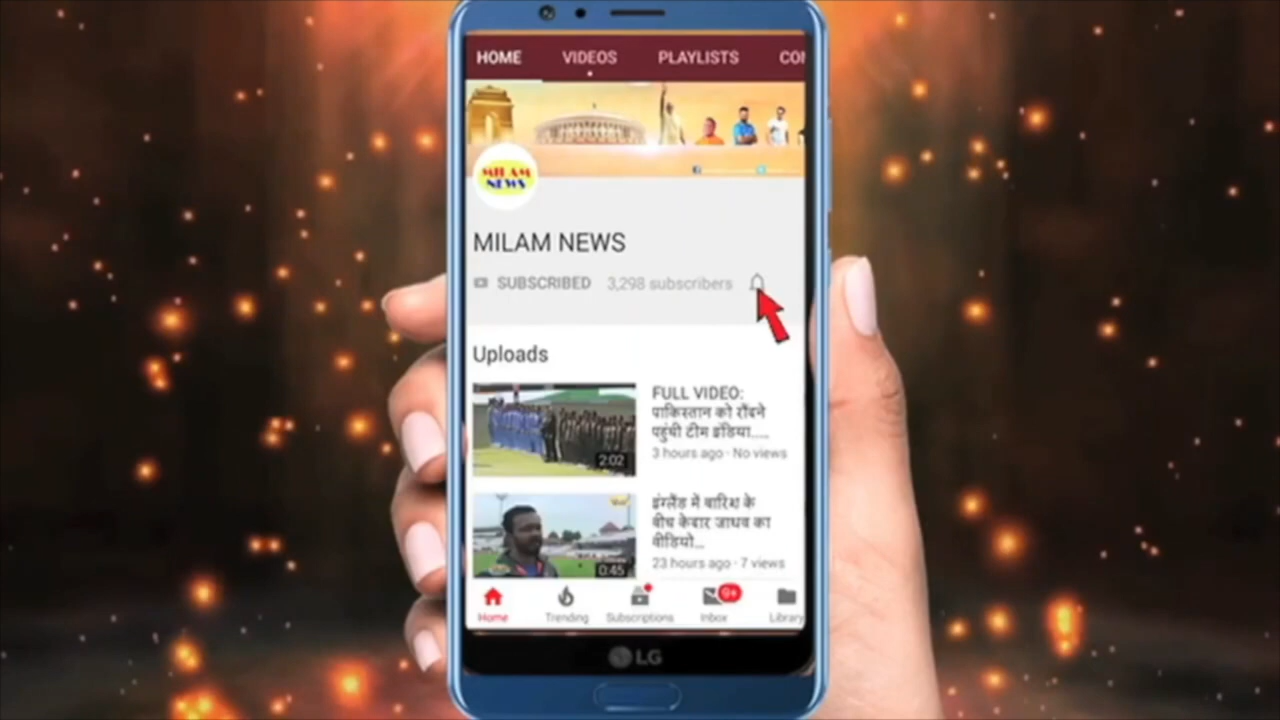 HOME VIDEOS PLAYLISTS CON
MILAM
NEWS
MILAM NEWS
SUBSCRIBED 3,298 subscribers
Uploads
FULL VIDEO:
पाकिस्तान को रौंदने
पहुंची टीम इंडिया.....
3 hours ago · No views
2:02
इंग्लैंड में बारिश के
बीच केदार जाधव का
वीडियो...
23 hours ago · 7 views
0:45
9+
Home Trending Subscriptions Inbox Library
LG